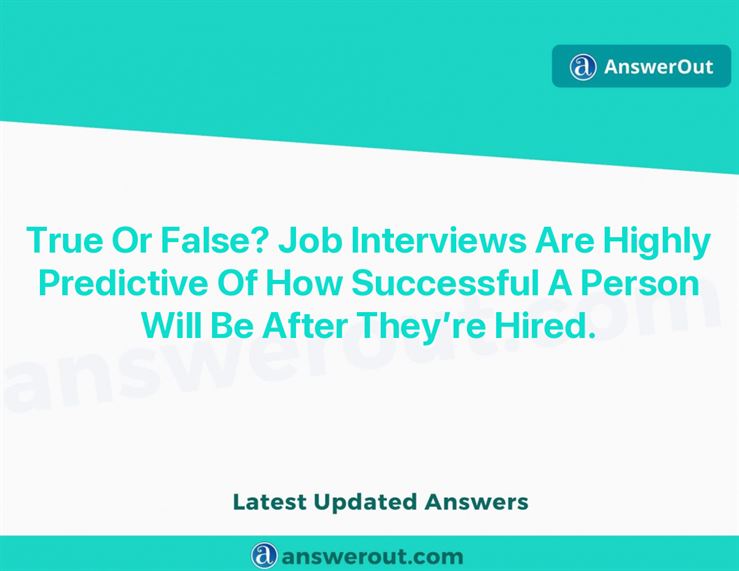 AnswerOut
True Or False? Job Interviews Are Highly
Predictive Of How Successful A Person
Will Be After They’re Hired.
answerout.com
Latest Updated Answers
answerout.com